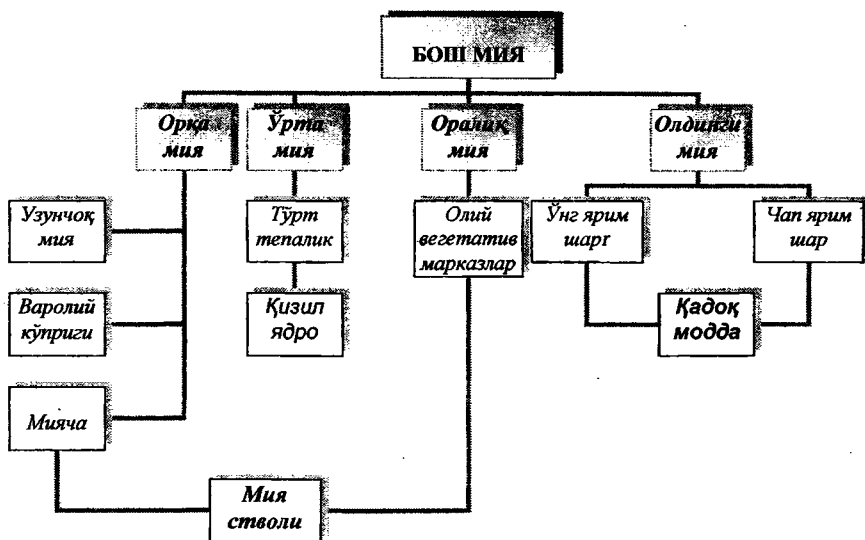 БОШ МИЯ
Орқа
мия
Ўрта
мия
Оралиқ
мия
Олдинги
мия
Узунчоқ
мия
Тўрт
тепалик
Олий
вегетатив
марказлар
Ўнг ярим
шарг
Чап ярим
шар
Варолий
кўприги
Қизил
ядро
Қадоқ
модда
Мияча
Мия
стволи